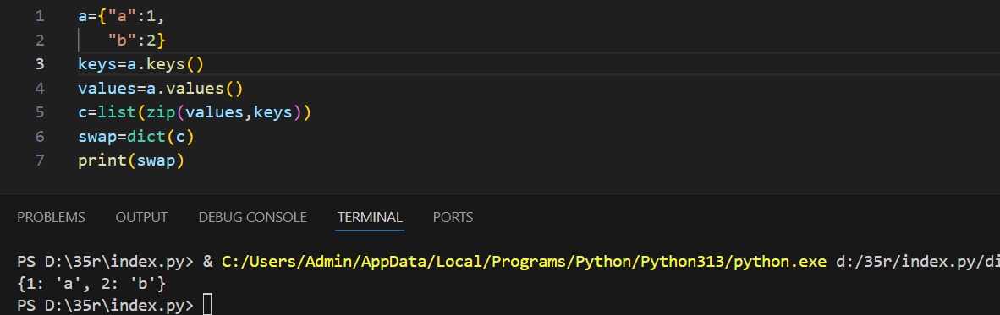 1 a={"a":1,
2 "b":2}
3 keys=a.keys()
4 values=a.values()
5 c=list(zip(values,keys))
6 swap=dict(c)
7 print(swap)
PROBLEMS OUTPUT DEBUG CONSOLE TERMINAL PORTS
PS D:\35r\index.py> & C:/Users/Admin/AppData/Local/Programs/Python/Python313/python.exe d:/35r/index.py/di
{1: 'a', 2: 'b'}
PS D:\35r\index.py>